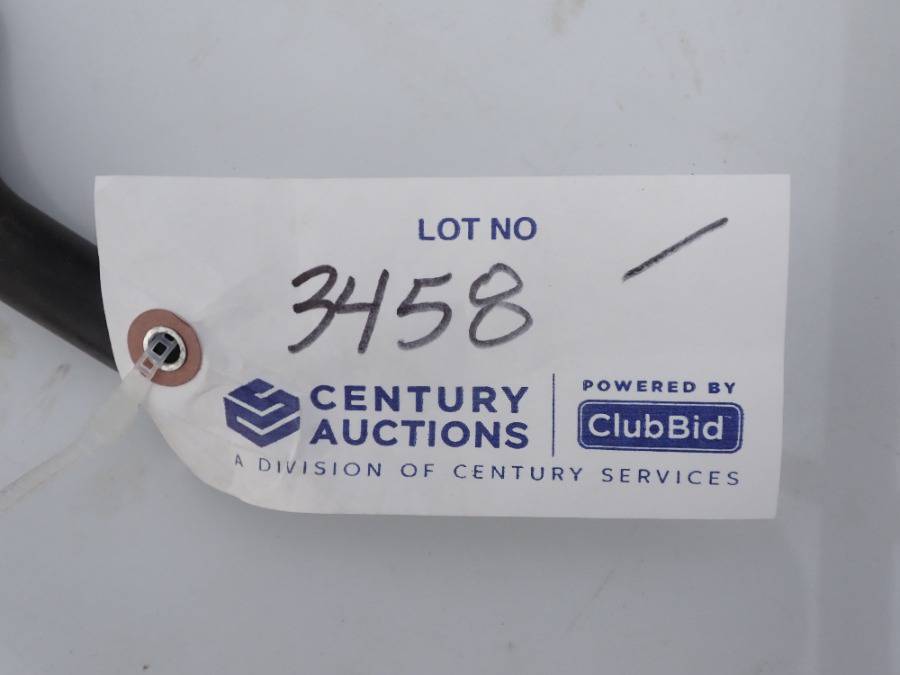 LOT NO
3458 —
CENTURY
AUCTIONS
POWERED BY
ClubBid
A DIVISION OF CENTURY SERVICES